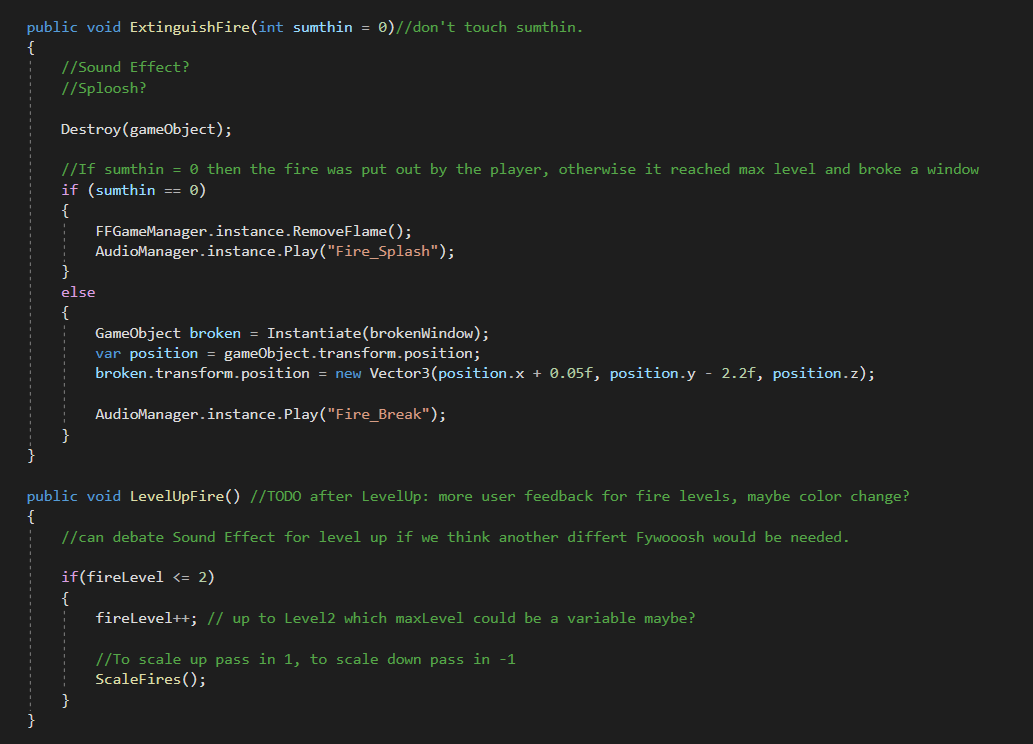 public void ExtinguishFire(int sumthin = 0)//don't touch sumthin.
{
//Sound Effect?
//Sploosh?
Destroy(gameObject);
//If sumthin = 0 then the fire was put out by the player, otherwise it reached max level and broke a window
if (sumthin == 0)
{
FFGameManager.instance.RemoveFlame();
AudioManager.instance.Play("Fire_Splash");
}
else
{
GameObject broken = Instantiate(brokenWindow);
var position = gameObject.transform.position;
broken.transform.position = new Vector3(position.x + 0.05f, position.y - 2.2f, position.z);
AudioManager.instance.Play("Fire_Break");
}
}
public void LevelUpFire() //TODO after LevelUp: more user feedback for fire levels, maybe color change?
{
//can debate Sound Effect for level up if we think another differt Fywooosh would be needed.
if(fireLevel <= 2)
{
fireLevel++; // up to Level2 which maxLevel could be a variable maybe?
//To scale up pass in 1, to scale down pass in -1
ScaleFires();
}
}